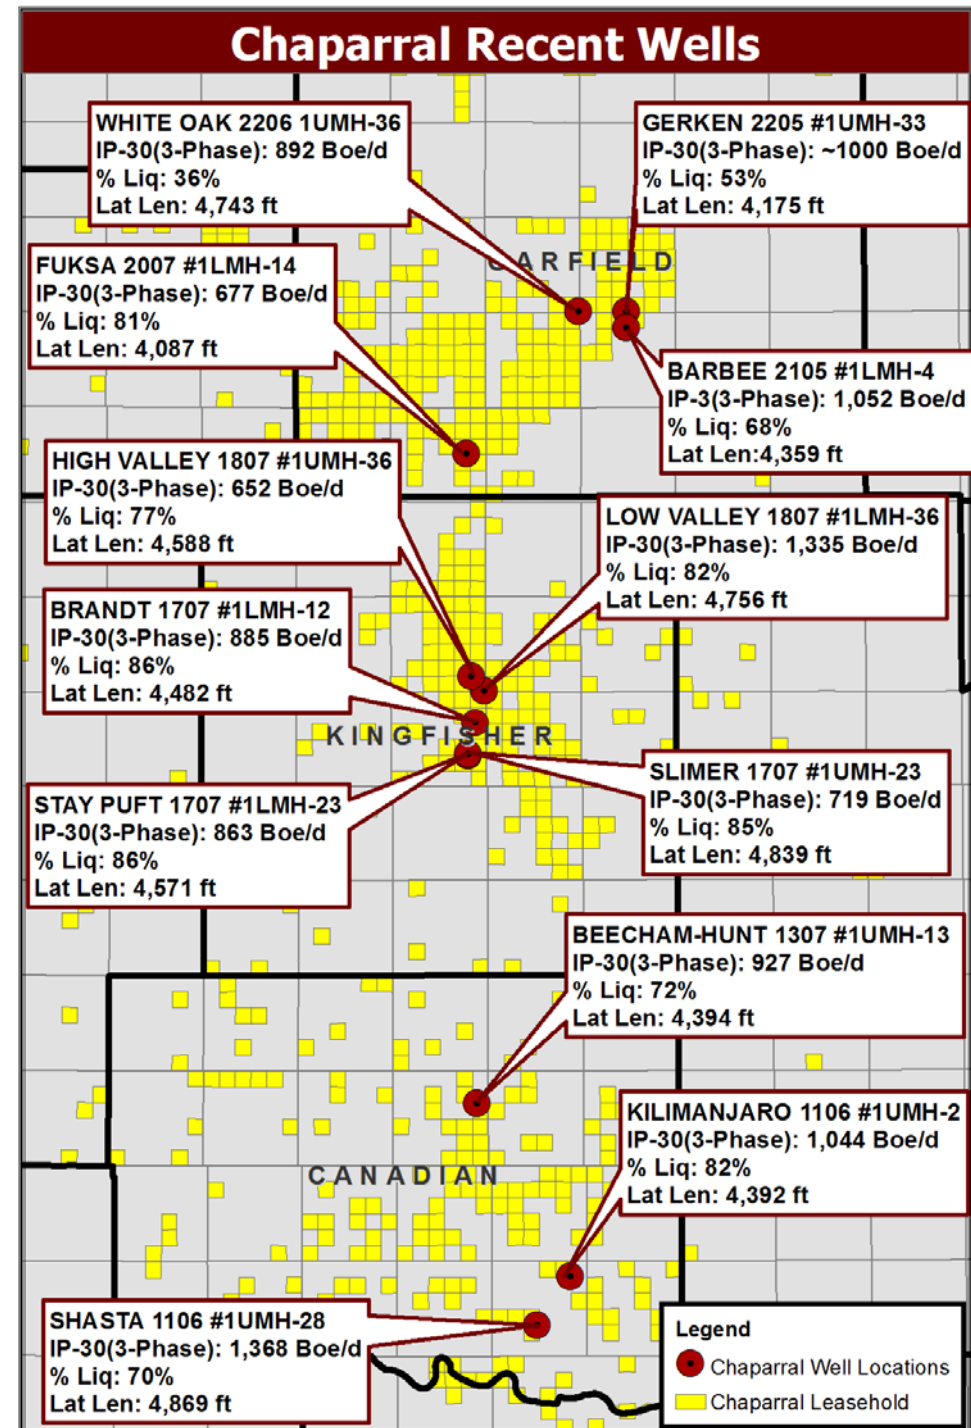 Chaparral Recent Wells
WHITE OAK 2206 1UMH-36
IP-30(3-Phase): 892 Boe/d
% Liq: 36%
Lat Len: 4,743 ft
GERKEN 2205 #1UMH-33
IP-30(3-Phase): ~1000 Boe/d
% Liq: 53%
Lat Len: 4,175 ft
GARFIELD
FUKSA 2007 #1LMH-14
IP-30(3-Phase): 677 Boe/d
% Liq: 81%
Lat Len: 4,087 ft
BARBEE 2105 #1LMH-4
IP-3(3-Phase): 1,052 Boe/d
% Liq: 68%
Lat Len:4,359 ft
HIGH VALLEY 1807 #1UMH-36
IP-30(3-Phase): 652 Boe/d
% Liq: 77%
Lat Len: 4,588 ft
LOW VALLEY 1807 #1LMH-36
IP-30(3-Phase): 1,335 Boe/d
% Liq: 82%
Lat Len: 4,756 ft
BRANDT 1707 #1LMH-12
IP-30(3-Phase): 885 Boe/d
% Liq: 86%
Lat Len: 4,482 ft
KINGFISHER
SLIMER 1707 #1UMH-23
IP-30(3-Phase): 719 Boe/d
% Liq: 85%
Lat Len: 4,839 ft
STAY PUFT 1707 #1LMH-23
IP-30(3-Phase): 863 Boe/d
% Liq: 86%
Lat Len: 4,571 ft
BEECHAM-HUNT 1307 #1UMH-13
IP-30(3-Phase): 927 Boe/d
% Liq: 72%
Lat Len: 4,394 ft
KILIMANJARO 1106 #1UMH-2
IP-30(3-Phase): 1,044 Boe/d
% Liq: 82%
Lat Len: 4,392 ft
CANADIAN
SHASTA 1106 #1UMH-28
IP-30(3-Phase): 1,368 Boe/d
% Liq: 70%
Lat Len: 4,869 ft
Legend
Chaparral Well Locations
Chaparral Leasehold